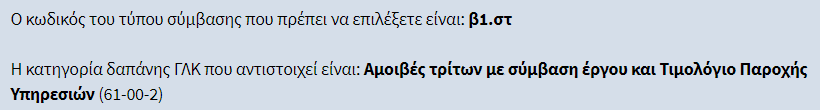 Ο κωδικός του τύπου σύμβασης που πρέπει να επιλέξετε είναι: β1.στ
Η κατηγορία δαπάνης ΓΛΚ που αντιστοιχεί είναι: Αμοιβές τρίτων με σύμβαση έργου και Τιμολόγιο Παροχής
Υπηρεσιών (61-00-2)